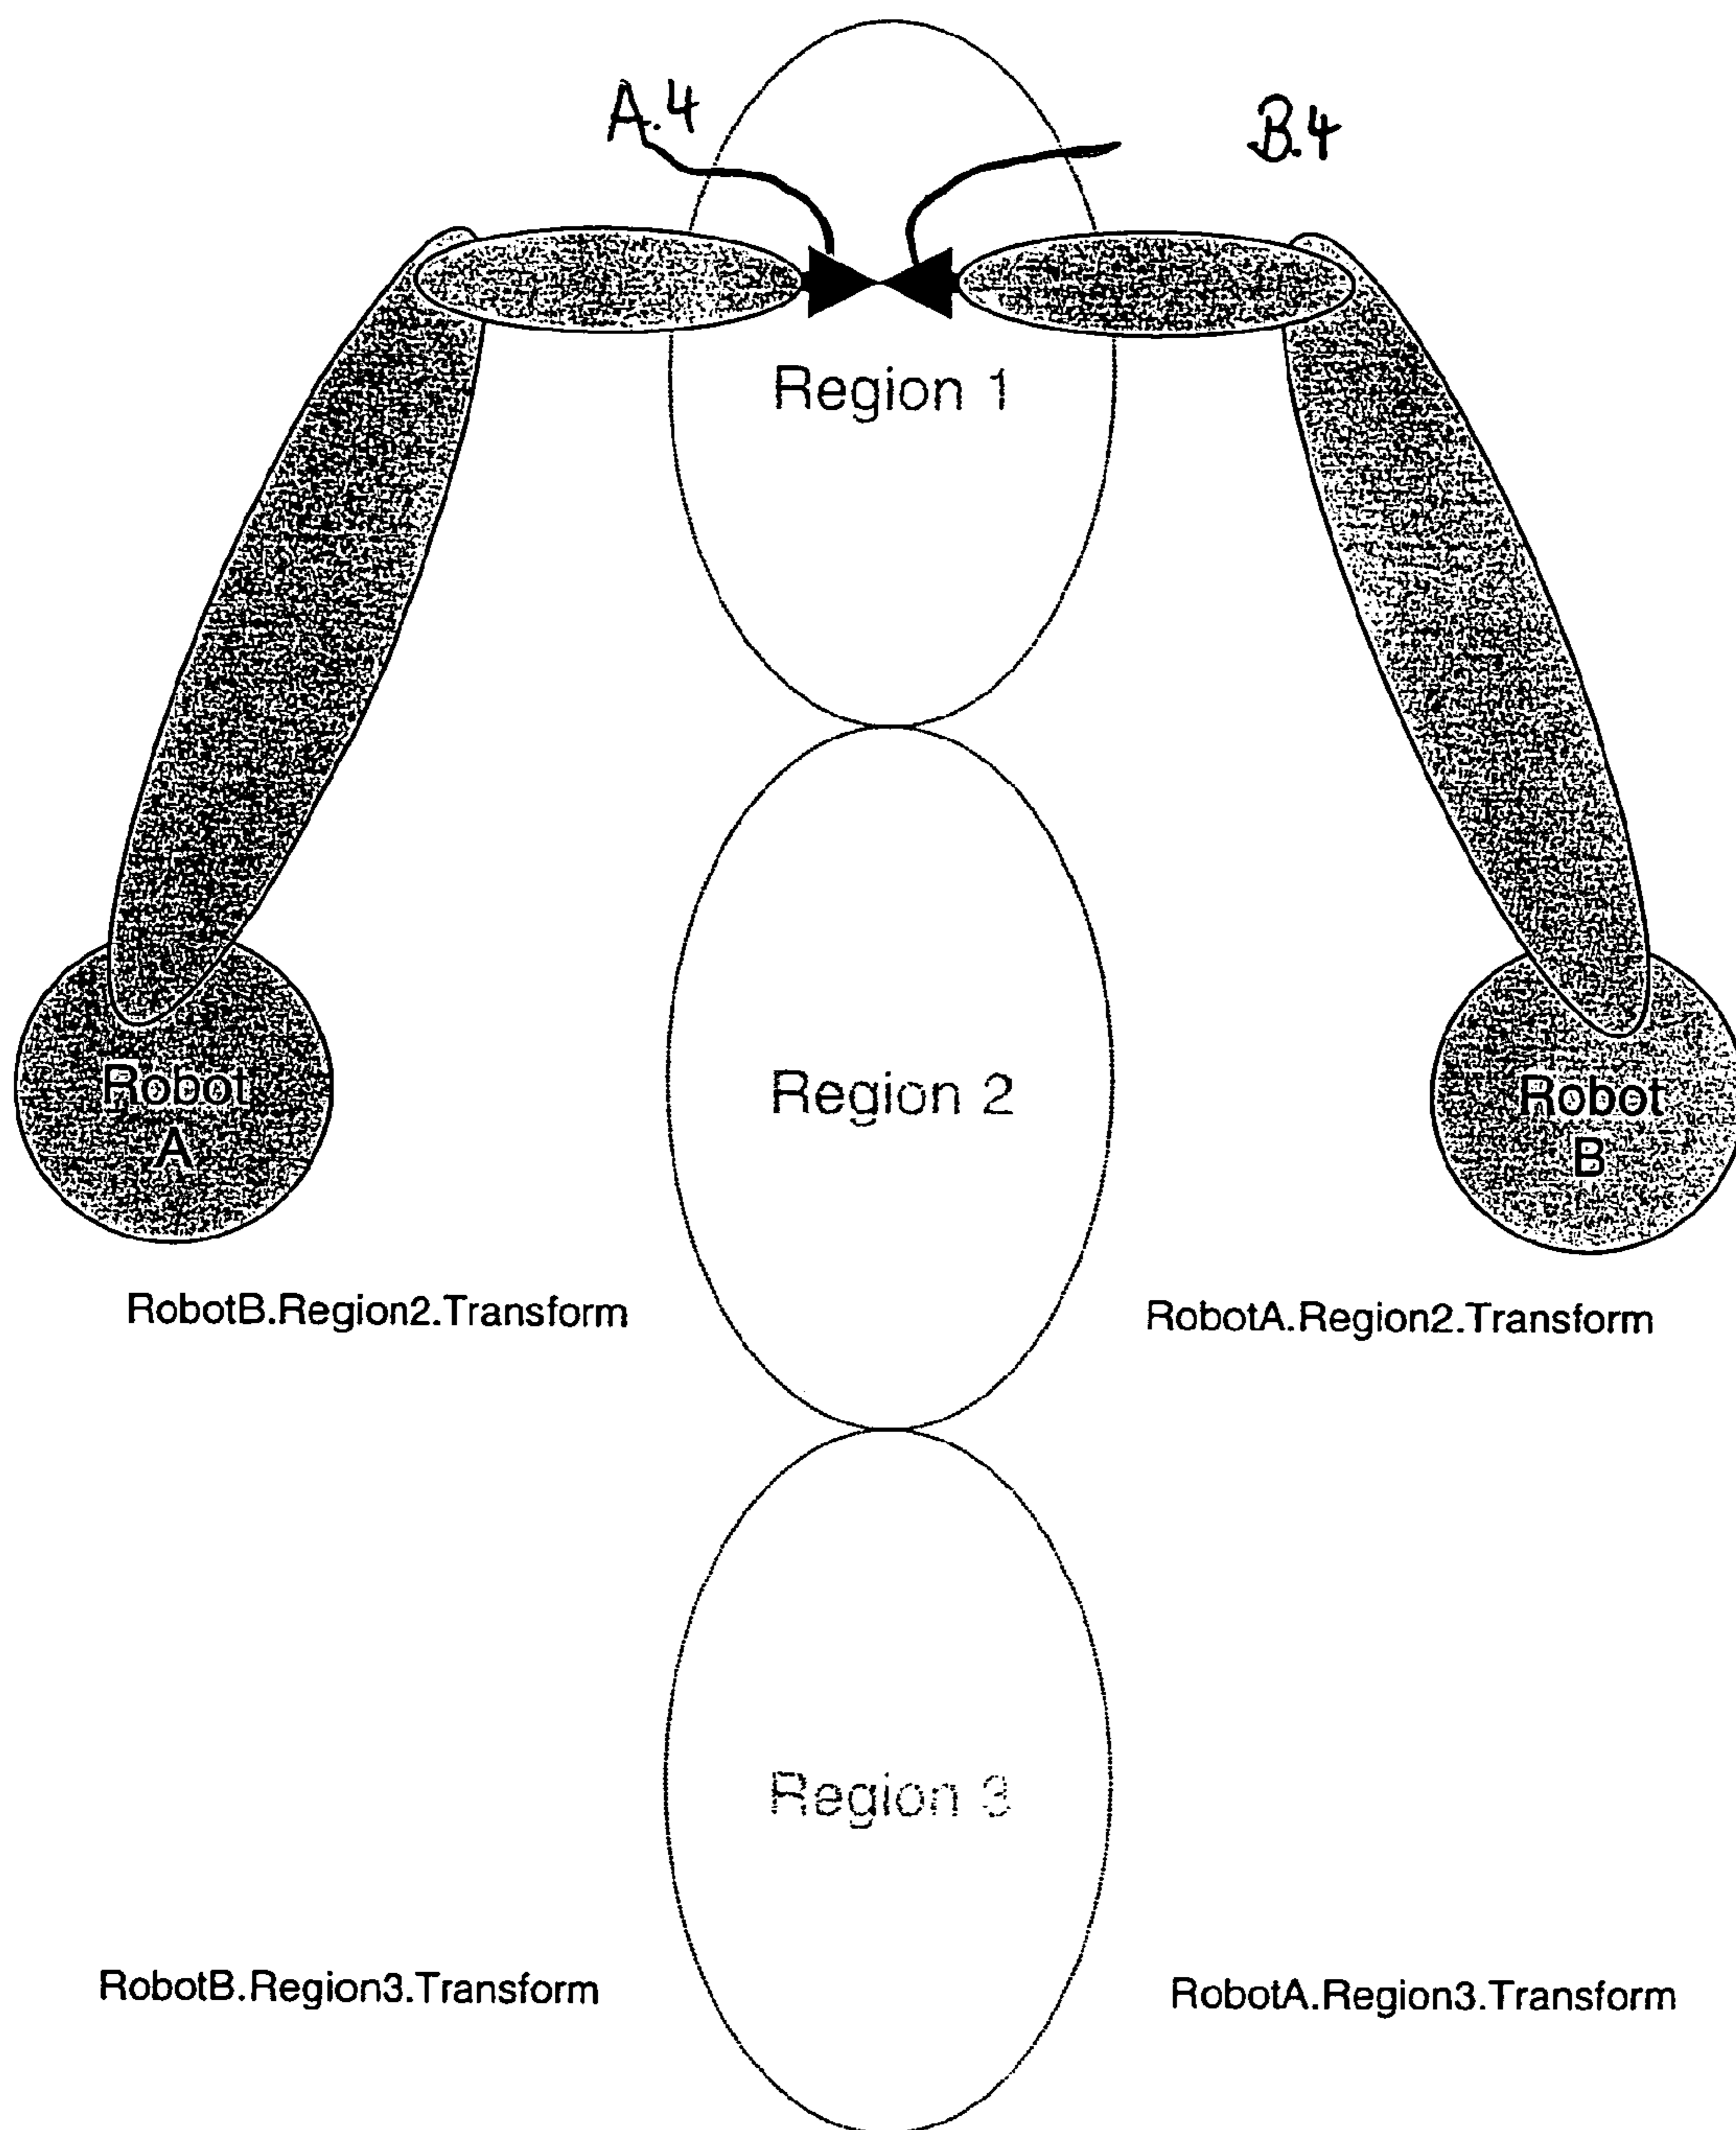 A.4
B.4
Region 1
Region 2
Robot
A
Robot
B
RobotB.Region2.Transform
RobotA.Region2.Transform
Region 3
RobotB.Region3.Transform
RobotA.Region3.Transform